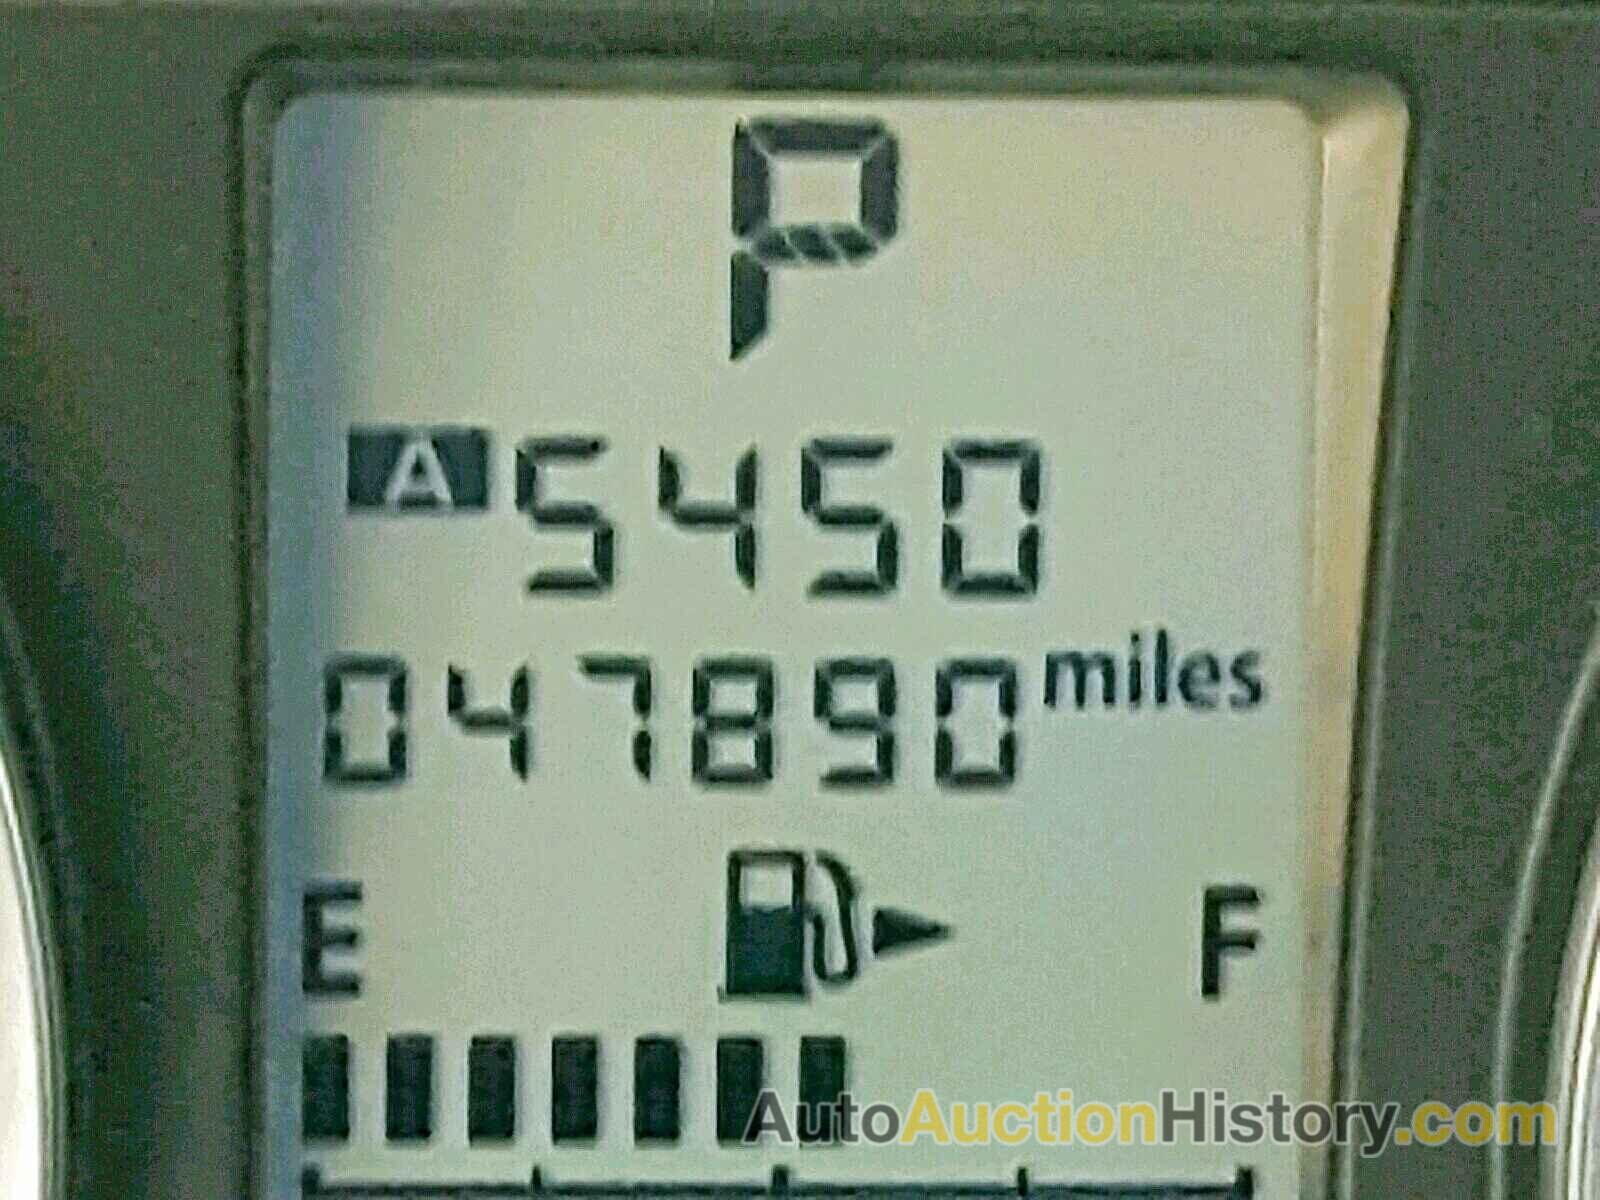 P
A 5450
047890 miles
E F
AutoAuctionHistory.com